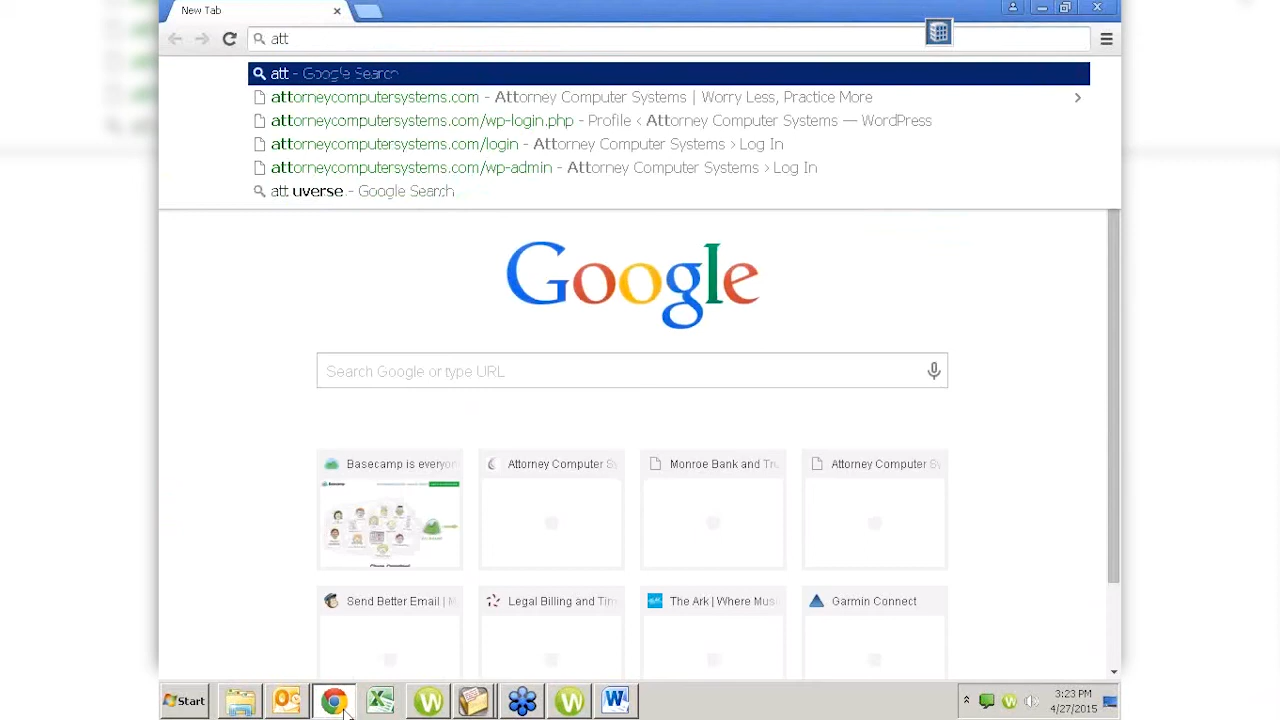 New Tab
att
att - Google Search
attorneycomputersystems.com - Attorney Computer Systems | Worry Less, Practice More
attorneycomputersystems.com/wp-login.php - Profile ‹ Attorney Computer Systems — WordPress
attorneycomputersystems.com/login - Attorney Computer Systems › Log In
attorneycomputersystems.com/wp-admin - Attorney Computer Systems › Log In
att uverse - Google Search
Google
Search Google or type URL
Basecamp is everyon
Attorney Computer Sy
Monroe Bank and Tru
Attorney Computer Sy
Send Better Email | M
Legal Billing and Tim
The Ark | Where Musi
Garmin Connect
Start
3:23 PM
4/27/2015